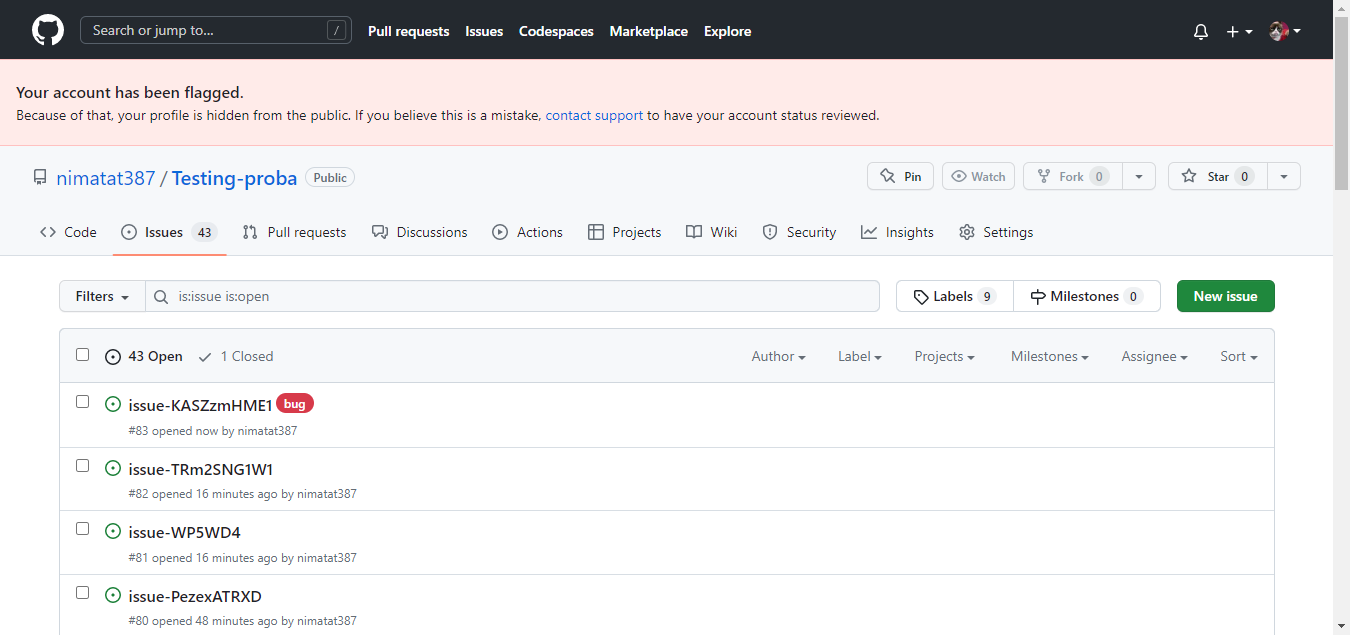 Search or jump to... / Pull requests Issues Codespaces Marketplace Explore
Your account has been flagged.
Because of that, your profile is hidden from the public. If you believe this is a mistake, contact support to have your account status reviewed.
nimatat387 / Testing-proba Public Pin Watch Fork 0 Star 0
Code Issues 43 Pull requests Discussions Actions Projects Wiki Security Insights Settings
Filters is:issue is:open Labels 9 Milestones 0 New issue
43 Open 1 Closed Author Label Projects Milestones Assignee Sort
issue-KASZzmHME1 bug
#83 opened now by nimatat387
issue-TRm2SNG1W1
#82 opened 16 minutes ago by nimatat387
issue-WP5WD4
#81 opened 16 minutes ago by nimatat387
issue-PezexATRXD
#80 opened 48 minutes ago by nimatat387